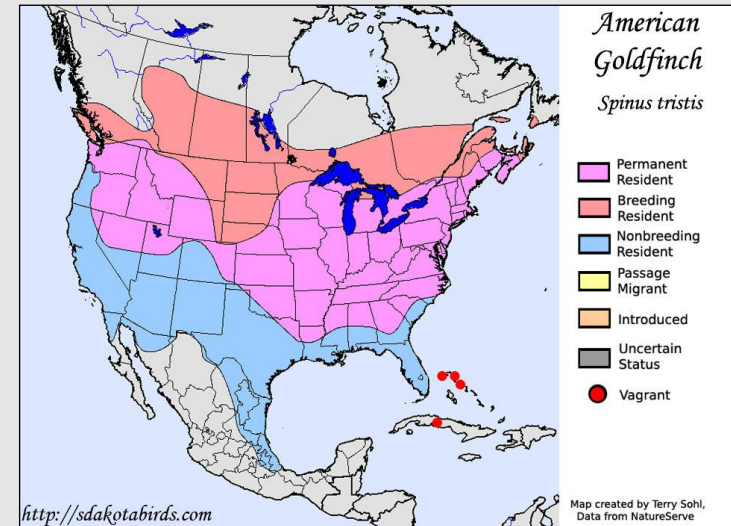 American
Goldfinch
Spinus tristis
Permanent
Resident
Breeding
Resident
Nonbreeding
Resident
Passage
Migrant
Introduced
Uncertain
Status
Vagrant
http://sdakotabirds.com
Map created by Terry Sohl,
Data from NatureServe